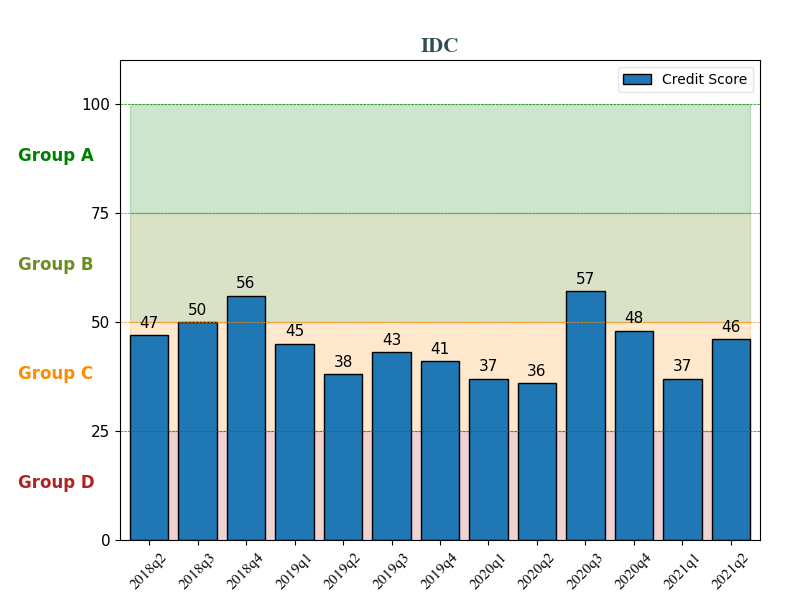 IDC
Credit Score
100
Group A
75
Group B
50
Group C
25
Group D
0
47
50
56
45
38
43
41
37
36
57
48
37
46
2018q2
2018q3
2018q4
2019q1
2019q2
2019q3
2019q4
2020q1
2020q2
2020q3
2020q4
2021q1
2021q2